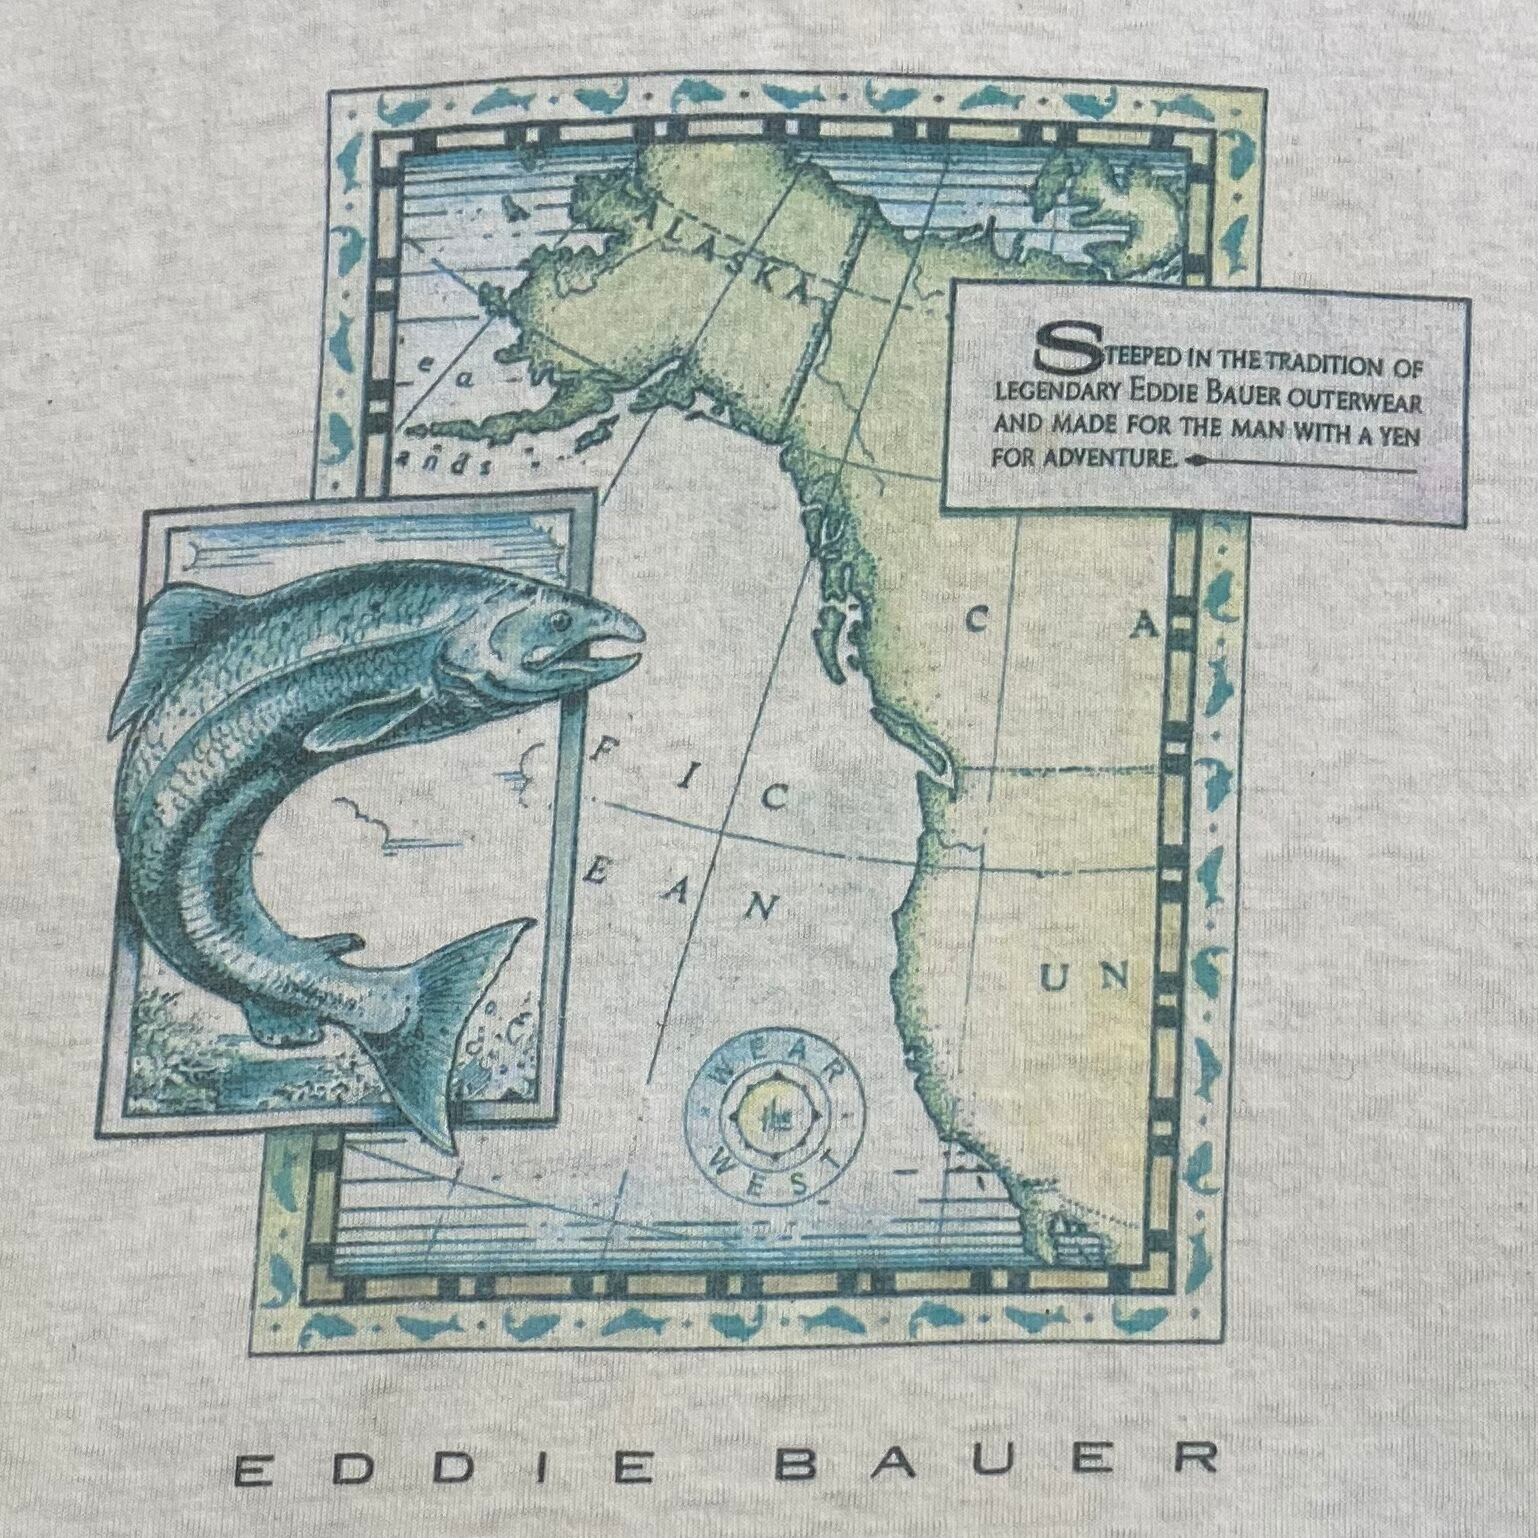 ALASKA
STEEPED IN THE TRADITION OF
LEGENDARY EDDIE BAUER OUTERWEAR
AND MADE FOR THE MAN WITH A YEN
FOR ADVENTURE.
ea
ands
C A
FIC
EAN
UN
WEAR
the
WEST
EDDIE BAUER